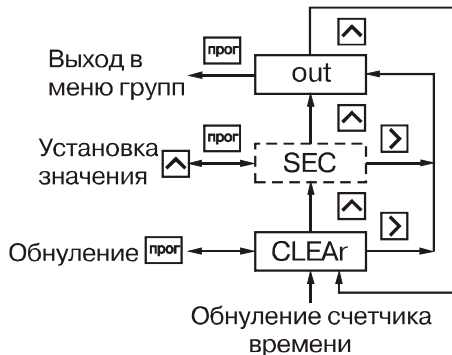 прог
Выход в
меню групп
out
прог
Установка
значения
SEC
Обнуление
прог
CLEAr
Обнуление счетчика
времени